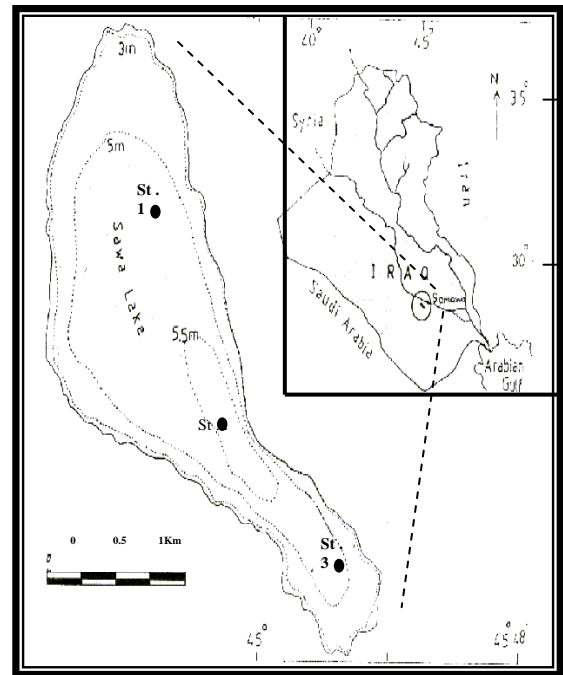 3m
5m
St .
1
Sawa Lake
5.5m
St
St .
3
0 0.5 1Km
0
45°
45° 48'
40° 45°
N
35°
Syria
Iran
30°
IRAQ
Samawa
Saudi Arabia
Arabian
Gulf